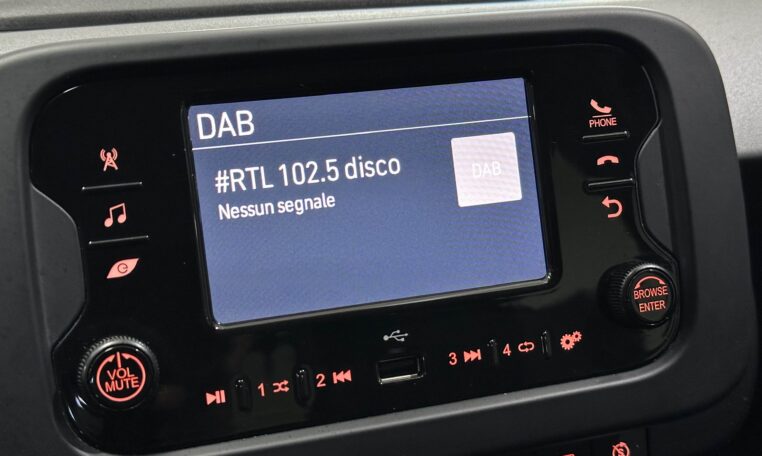 DAB
#RTL 102.5 disco
DAB
Nessun segnale
PHONE
BROWSE
ENTER
VOL
MUTE
1
2
3
4